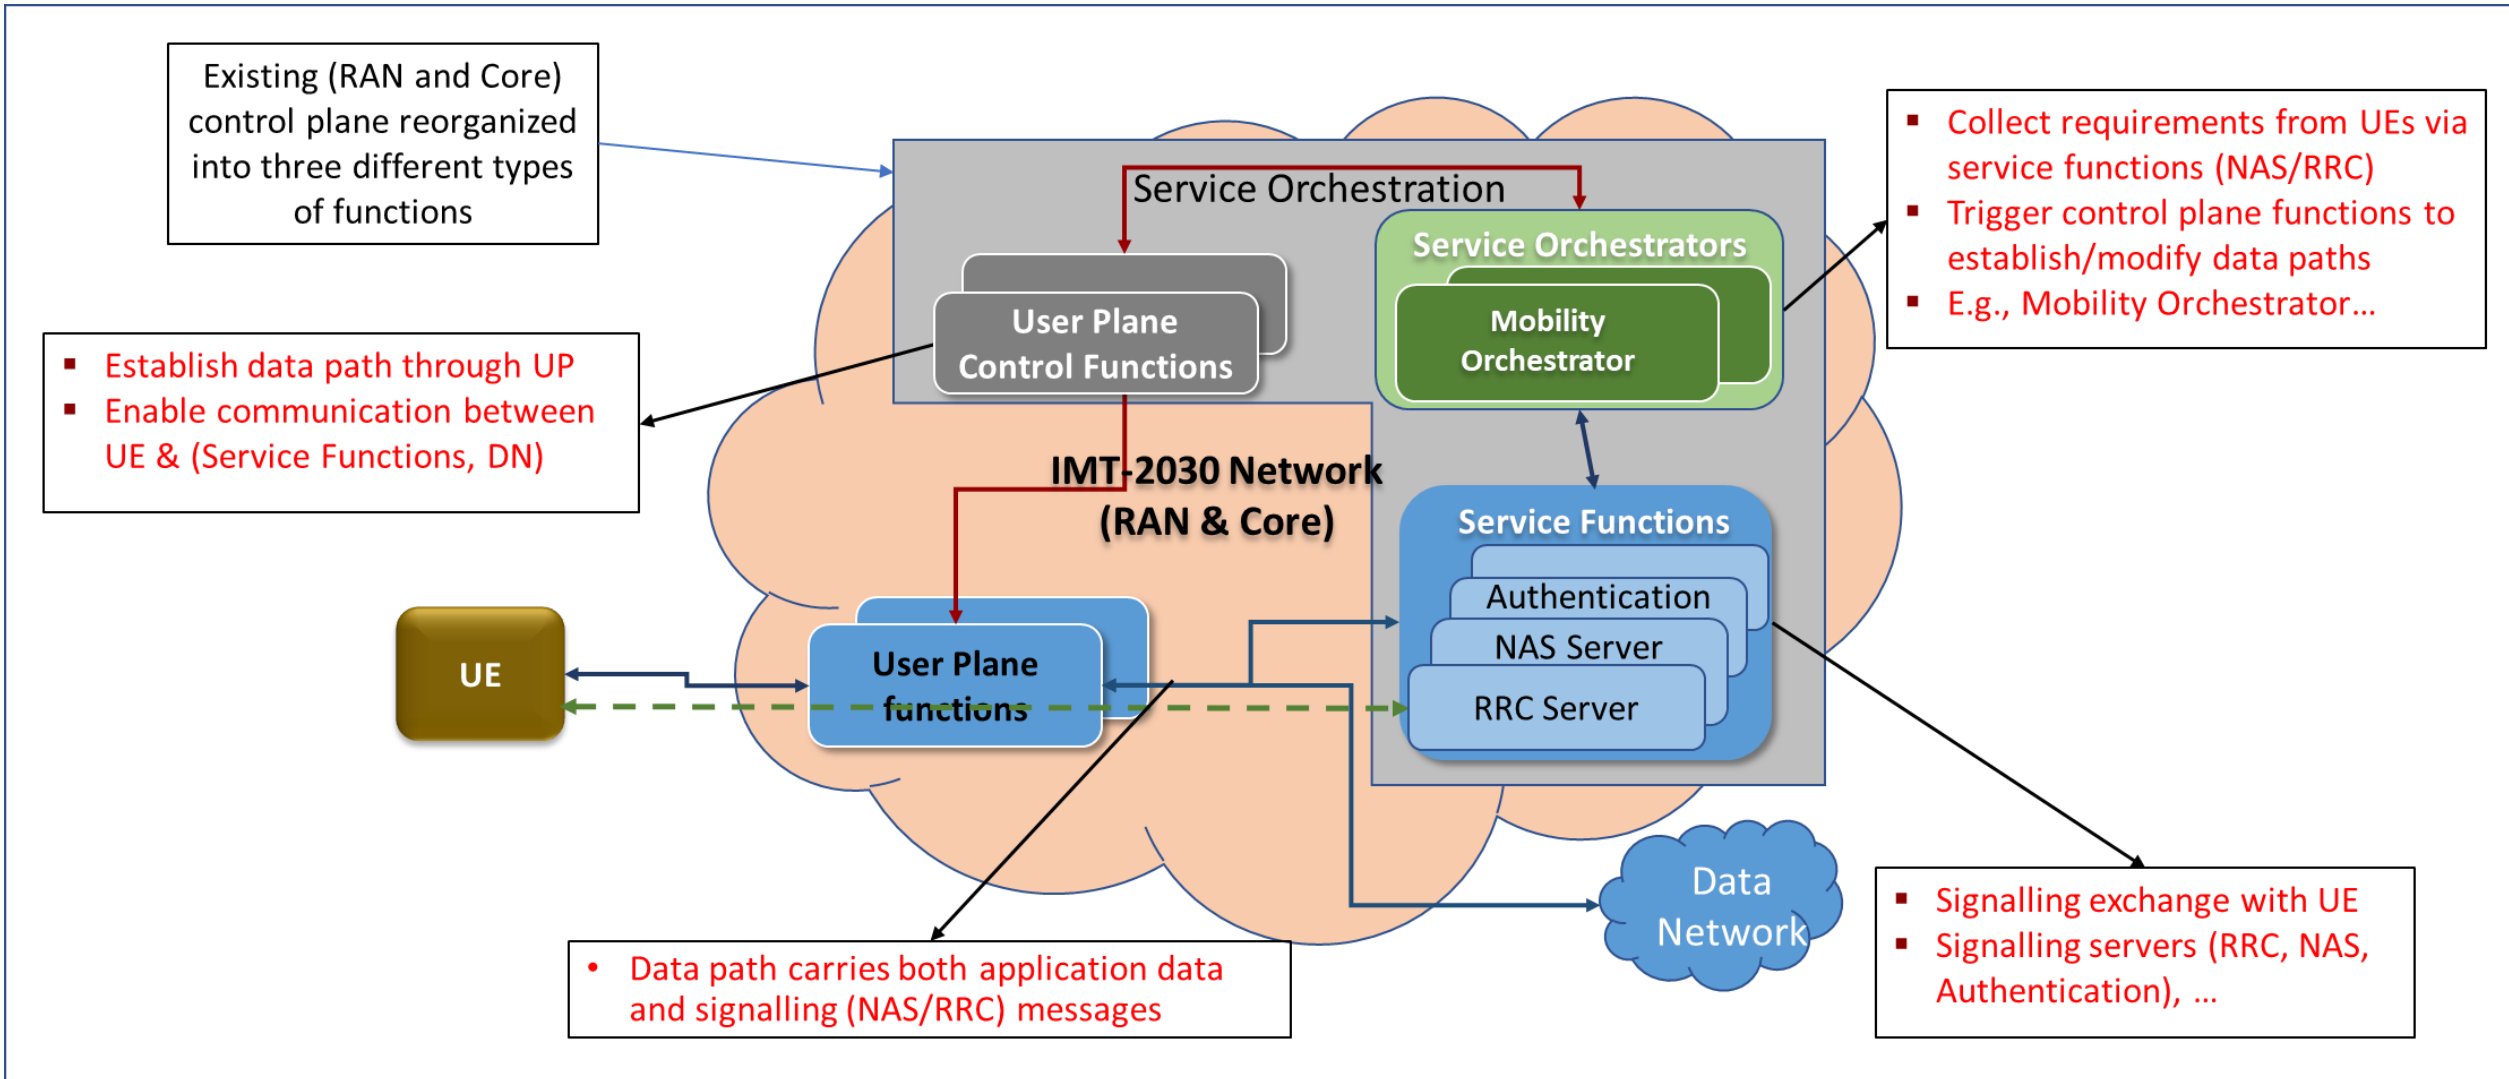 Existing (RAN and Core)
control plane reorganized
into three different types
of functions
▪ Collect requirements from UEs via
service functions (NAS/RRC)
▪ Trigger control plane functions to
establish/modify data paths
▪ E.g., Mobility Orchestrator...
Service Orchestration
Service Orchestrators
Mobility
Orchestrator
User Plane
Control Functions
▪ Establish data path through UP
▪ Enable communication between
UE & (Service Functions, DN)
IMT-2030 Network
(RAN & Core)
Service Functions
Authentication
NAS Server
RRC Server
UE
User Plane
functions
Data
Network
• Data path carries both application data
and signalling (NAS/RRC) messages
▪ Signalling exchange with UE
▪ Signalling servers (RRC, NAS,
Authentication), ...